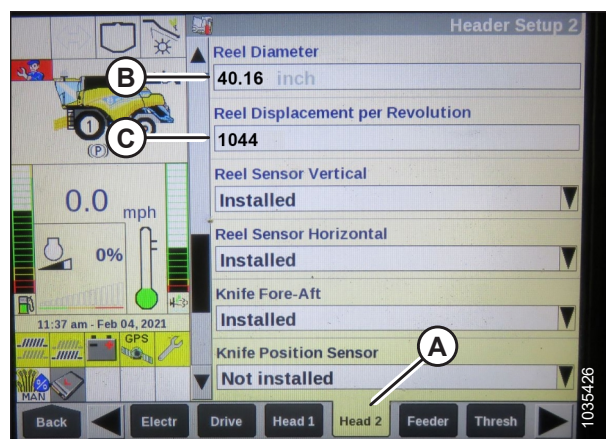 Header Setup 2
Reel Diameter
B
40.16 inch
Reel Displacement per Revolution
C
1044
1
1
(P)
Reel Sensor Vertical
Installed
0.0 mph
Reel Sensor Horizontal
Installed
0%
Knife Fore-Aft
Installed
11:37 am - Feb 04, 2021
GPS
A
Knife Position Sensor
Not installed
%
MAN
Back
Electr
Drive
Head 1
Head 2
Feeder
Thresh
1035426